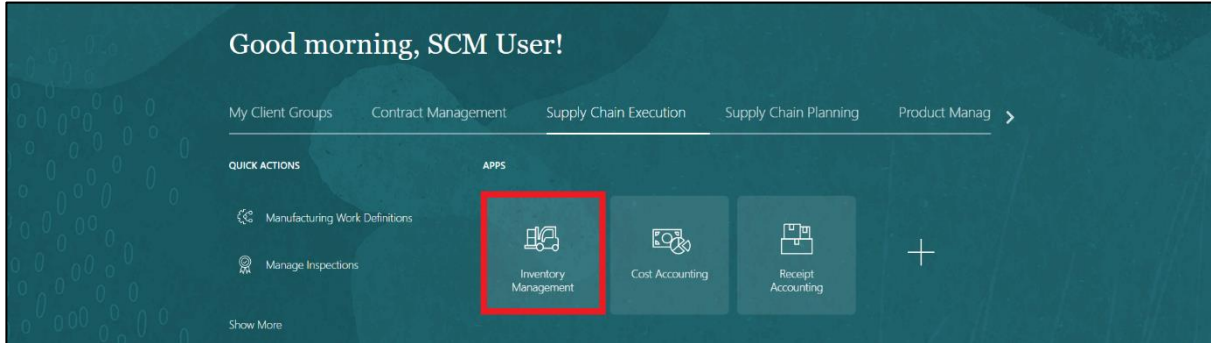 Good morning, SCM User!
My Client Groups Contract Management Supply Chain Execution Supply Chain Planning Product Manag
QUICK ACTIONS
APPS
Manufacturing Work Definitions
Manage Inspections
Show More
Inventory
Management
Cost Accounting
Receipt
Accounting